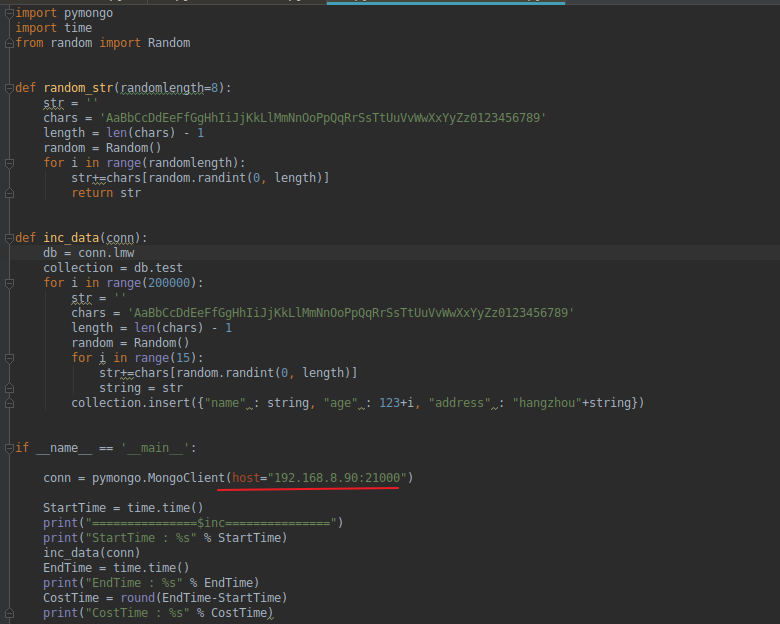 import pymongo
import time
from random import Random
def random_str(randomlength=8):
    str = ''
    chars = 'AaBbCcDdEeFfGgHhIiJjKkLlMmNnOoPpQqRrSsTtUuVvWwXxYyZz0123456789'
    length = len(chars) - 1
    random = Random()
    for i in range(randomlength):
        str+=chars[random.randint(0, length)]
        return str
def inc_data(conn):
    db = conn.lmw
    collection = db.test
    for i in range(200000):
        str = ''
        chars = 'AaBbCcDdEeFfGgHhIiJjKkLlMmNnOoPpQqRrSsTtUuVvWwXxYyZz0123456789'
        length = len(chars) - 1
        random = Random()
        for i in range(15):
            str+=chars[random.randint(0, length)]
            string = str
        collection.insert({"name" : string, "age" : 123+i, "address" : "hangzhou"+string})
if __name__ == '__main__':
    conn = pymongo.MongoClient(host="192.168.8.90:21000")
    StartTime = time.time()
    print("===============$inc===============")
    print("StartTime : %s" % StartTime)
    inc_data(conn)
    EndTime = time.time()
    print("EndTime : %s" % EndTime)
    CostTime = round(EndTime-StartTime)
    print("CostTime : %s" % CostTime)